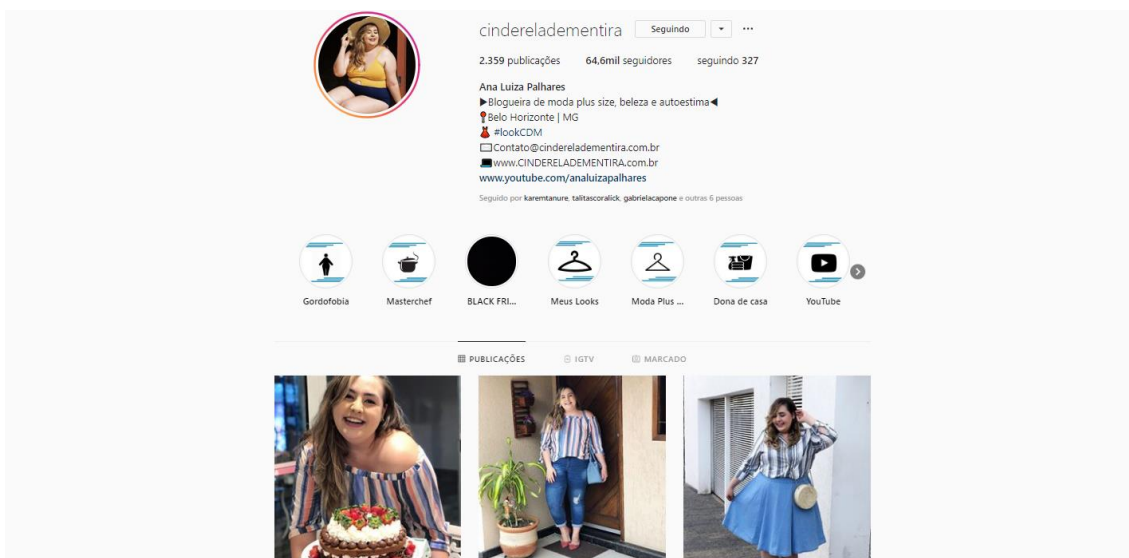 cindereladementira Seguindo
2.359 publicações 64,6mil seguidores seguindo 327
Ana Luiza Palhares
▶Blogueira de moda plus size, beleza e autoestima◀
📍Belo Horizonte | MG
👗 #lookCDM
Contato@cindereladementira.com.br
💻www.CINDERELADEMENTIRA.com.br
www.youtube.com/analuizapalhares
Seguido por karemtanure, talitascoralick, gabrielacapone e outras 6 pessoas
Gordofobia Masterchef BLACK FRI... Meus Looks Moda Plus ... Dona de casa YouTube
PUBLICAÇÕES IGTV MARCADO